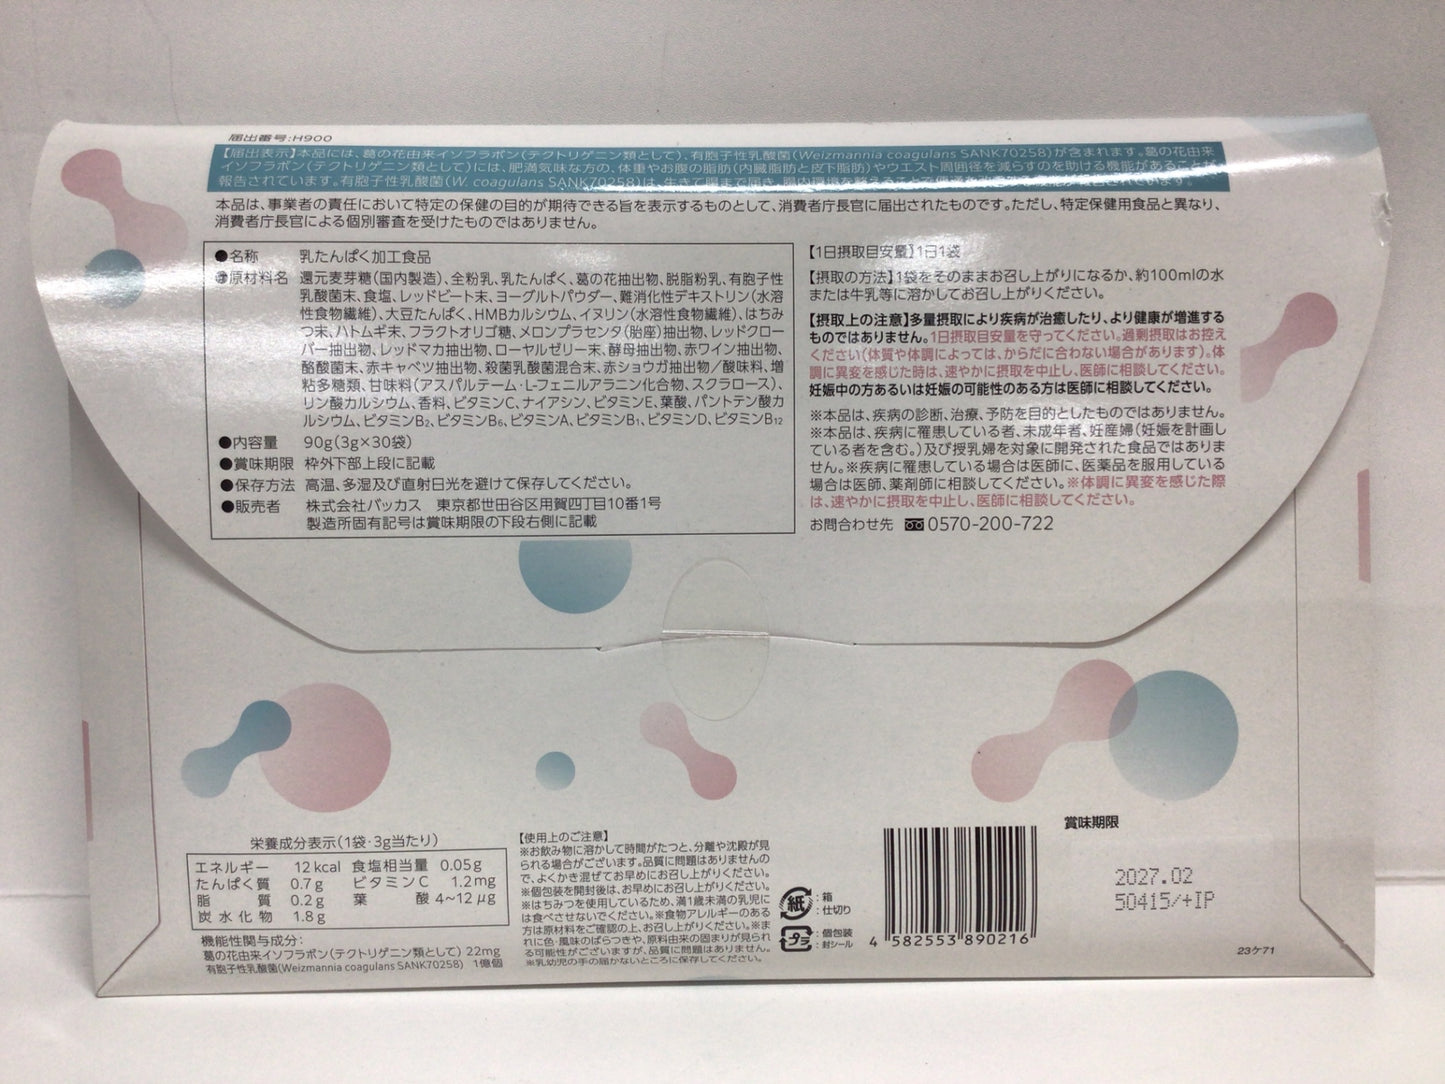 届出番号:H900
【届出表示】本品には、葛の花由来イソフラボン(テクトリゲニン類として)、有胞子性乳酸菌(Weizmannia coagulans SANK70258)が含まれます。葛の花由来
イソフラボン(テクトリゲニン類として)には、肥満気味な方の、体重やお腹の脂肪(内臓脂肪と皮下脂肪)やウエスト周囲径を減らすのを助ける機能があることが
報告されています。有胞子性乳酸菌(W. coagulans SANK70258)は、生きて腸まで届き、腸内環境を整えること
本品は、事業者の責任において特定の保健の目的が期待できる旨を表示するものとして、消費者庁長官に届出されたものです。ただし、特定保健用食品と異なり、
消費者庁長官による個別審査を受けたものではありません。
●名称 乳たんぱく加工食品
●原材料名 還元麦芽糖(国内製造)、全粉乳、乳たんぱく、葛の花抽出物、脱脂粉乳、有胞子性
乳酸菌末、食塩、レッドビート末、ヨーグルトパウダー、難消化性デキストリン(水溶
性食物繊維)、大豆たんぱく、HMBカルシウム、イヌリン(水溶性食物繊維)、はちみ
つ末、ハトムギ末、フラクトオリゴ糖、メロンプラセンタ(胎座)抽出物、レッドクロー
バー抽出物、レッドマカ抽出物、ローヤルゼリー末、酵母抽出物、赤ワイン抽出物、
酪酸菌末、赤キャベツ抽出物、殺菌乳酸菌混合末、赤ショウガ抽出物／酸味料、増
粘多糖類、甘味料(アスパルテーム・L-フェニルアラニン化合物、スクラロース)、
リン酸カルシウム、香料、ビタミンC、ナイアシン、ビタミンE、葉酸、パントテン酸カ
ルシウム、ビタミンB₂、ビタミンB₆、ビタミンA、ビタミンB₁、ビタミンD、ビタミンB₁₂
●内容量 90g(3g×30袋)
●賞味期限 枠外下部上段に記載
●保存方法 高温、多湿及び直射日光を避けて保存してください。
●販売者 株式会社バッカス 東京都世田谷区用賀四丁目10番1号
製造所固有記号は賞味期限の下段右側に記載
【1日摂取目安量】1日1袋
【摂取の方法】1袋をそのままお召し上がりになるか、約100mlの水
または牛乳等に溶かしてお召し上がりください。
【摂取上の注意】多量摂取により疾病が治癒したり、より健康が増進する
ものではありません。1日摂取目安量を守ってください。過剰摂取はお控え
ください(体質や体調によっては、からだに合わない場合があります)。体
調に異変を感じた時は、速やかに摂取を中止し、医師に相談してください。
妊娠中の方あるいは妊娠の可能性のある方は医師に相談してください。
※本品は、疾病の診断、治療、予防を目的としたものではありません。
※本品は、疾病に罹患している者、未成年者、妊産婦(妊娠を計画し
ている者を含む。)及び授乳婦を対象に開発された食品ではありま
せん。※疾病に罹患している場合は医師に、医薬品を服用している
場合は医師、薬剤師に相談してください。※体調に異変を感じた際
は、速やかに摂取を中止し、医師に相談してください。
お問合わせ先 0570-200-722
栄養成分表示(1袋・3g当たり)
エネルギー 12kcal 食塩相当量 0.05g
たんぱく質 0.7g ビタミンC 1.2mg
脂質 0.2g 葉酸 4~12μg
炭水化物 1.8g
機能性関与成分:
葛の花由来イソフラボン(テクトリゲニン類として) 22mg
有胞子性乳酸菌(Weizmannia coagulans SANK70258) 1億個
【使用上のご注意】
※お飲み物に溶かして時間がたつと、分離や沈殿が見
られる場合がございます。品質に問題はありませんの
で、よくかき混ぜてお早めにお召し上がりください。
※個包装を開封後は、お早めにお召し上がりください。
※はちみつを使用しているため、満1歳未満の乳児に
は食べさせないでください。※食物アレルギーのある
方は原材料をご確認の上、お召し上がりください。※ま
れに色・風味のばらつきや、原料由来の固まりが見られ
る可能性がございますが、品質に問題はありません。
※乳幼児の手の届かないところに保存してください。
紙 :箱
:仕切り
プラ :個包装
:封シール
4 582553 890216
賞味期限
2027.02
50415/+IP
23ケ71